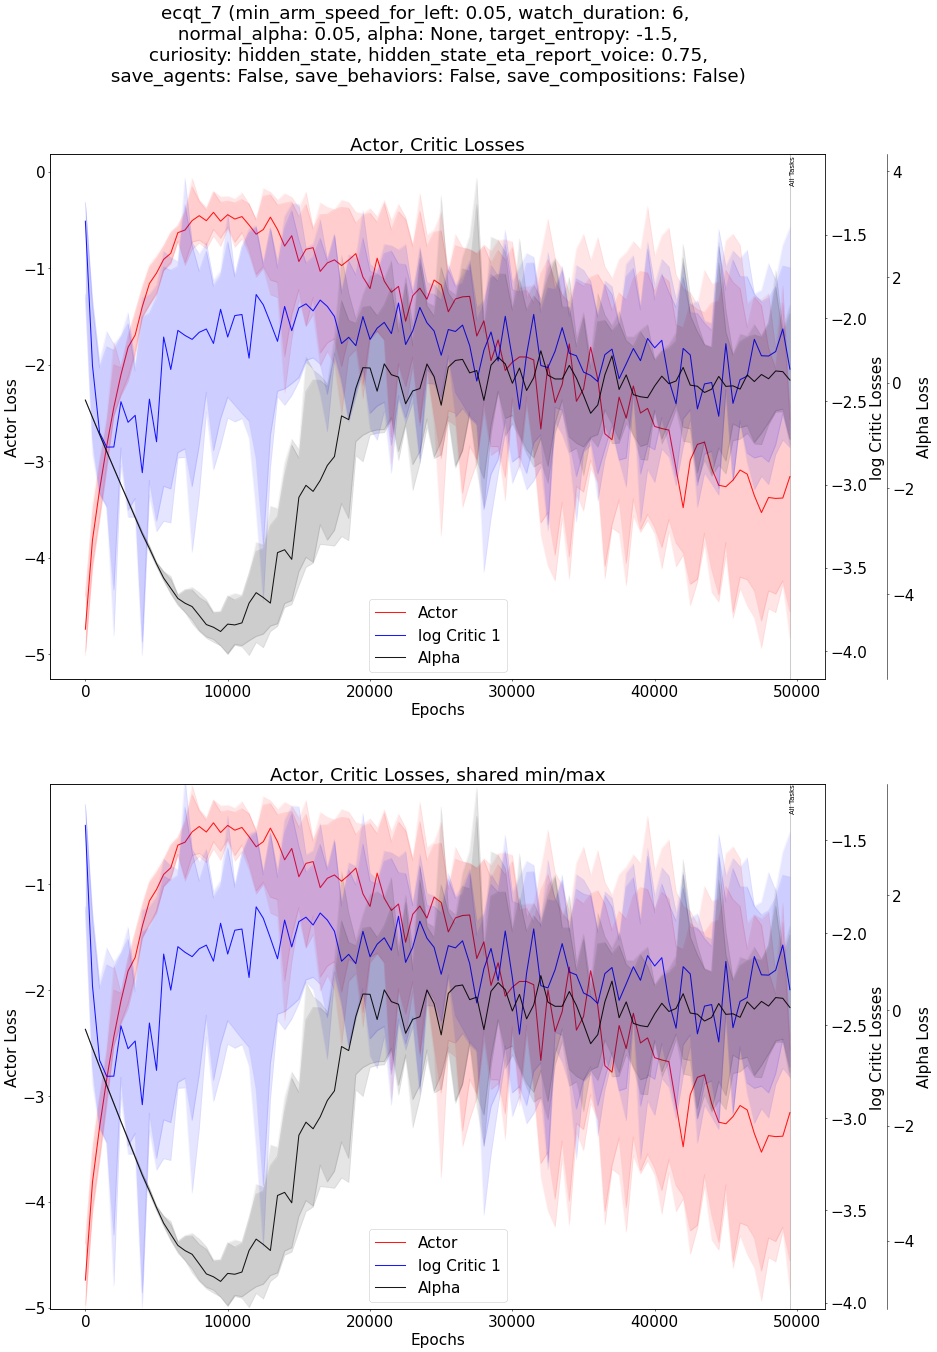 ecqt_7 (min_arm_speed_for_left: 0.05, watch_duration: 6,
normal_alpha: 0.05, alpha: None, target_entropy: -1.5,
curiosity: hidden_state, hidden_state_eta_report_voice: 0.75,
save_agents: False, save_behaviors: False, save_compositions: False)
Actor, Critic Losses
All Tasks
0
−1
−2
−3
−4
−5
Actor Loss
−1.5
−2.0
−2.5
−3.0
−3.5
−4.0
log Critic Losses
4
2
0
−2
−4
Alpha Loss
Actor
log Critic 1
Alpha
0
10000
20000
30000
40000
50000
Epochs
Actor, Critic Losses, shared min/max
All Tasks
−1
−2
−3
−4
−5
Actor Loss
−1.5
−2.0
−2.5
−3.0
−3.5
−4.0
log Critic Losses
2
0
−2
−4
Alpha Loss
Actor
log Critic 1
Alpha
0
10000
20000
30000
40000
50000
Epochs